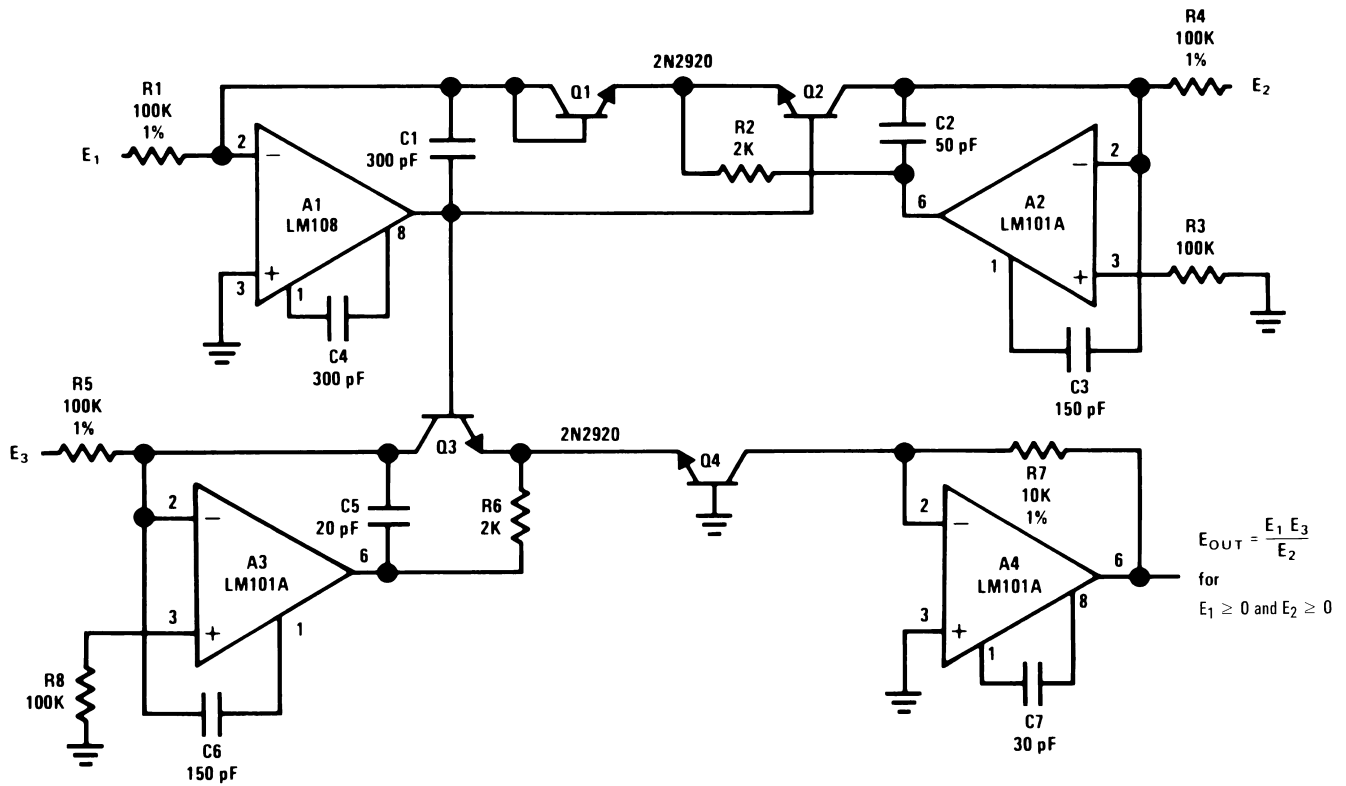 R1
100K
1%
E1
2
−
A1
LM108
+
3
1
8
C4
300 pF
C1
300 pF
Q1
2N2920
Q2
R2
2K
C2
50 pF
R4
100K
1%
E2
−
2
6
A2
LM101A
1
+
3
R3
100K
C3
150 pF
R5
100K
1%
E3
2
−
A3
LM101A
3
+
1
6
C5
20 pF
R6
2K
Q3
2N2920
Q4
R8
100K
C6
150 pF
R7
10K
1%
2
−
A4
LM101A
3
+
1
8
6
C7
30 pF
EOUT = E1 E3
E2
for
E1 ≥ 0 and E2 ≥ 0